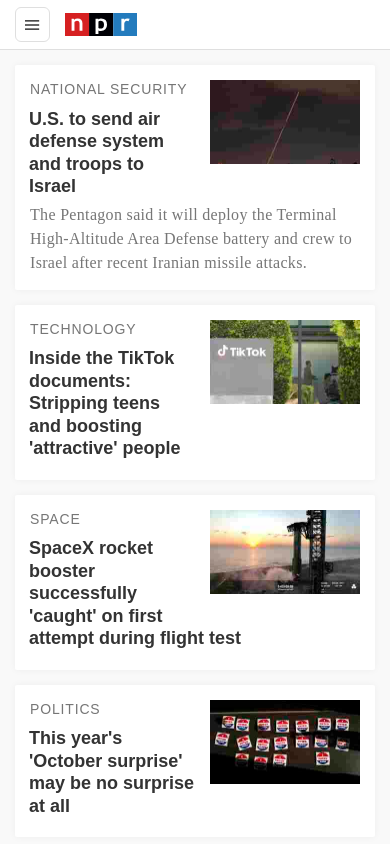 npr
NATIONAL SECURITY
U.S. to send air
defense system
and troops to
Israel
The Pentagon said it will deploy the Terminal
High-Altitude Area Defense battery and crew to
Israel after recent Iranian missile attacks.
TECHNOLOGY
Inside the TikTok
documents:
Stripping teens
and boosting
'attractive' people
TikTok
SPACE
SpaceX rocket
booster
successfully
'caught' on first
attempt during flight test
POLITICS
This year's
'October surprise'
may be no surprise
at all